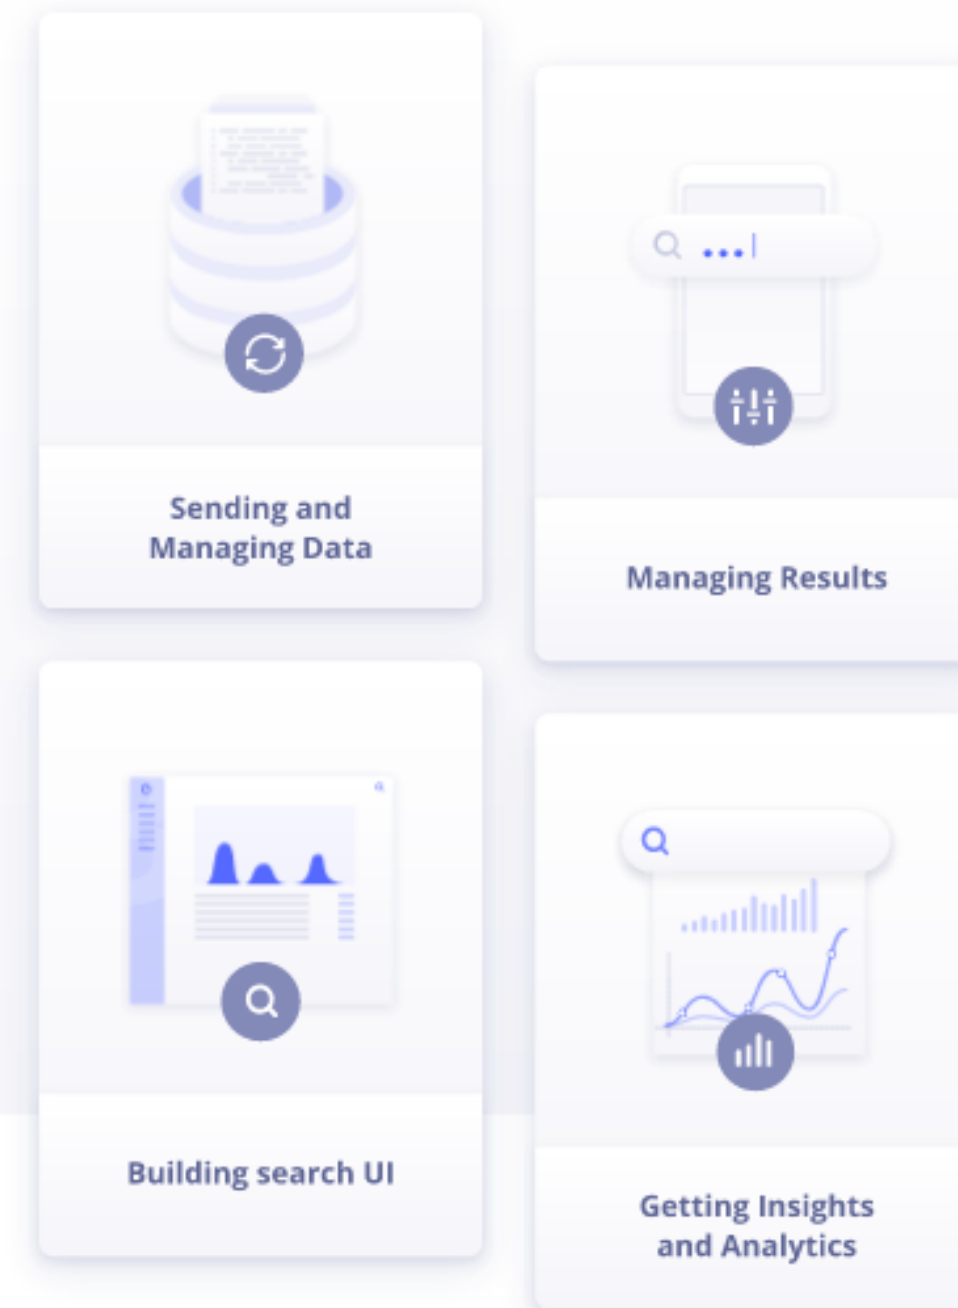 Sending and
Managing Data
Managing Results
Building search UI
Getting Insights
and Analytics